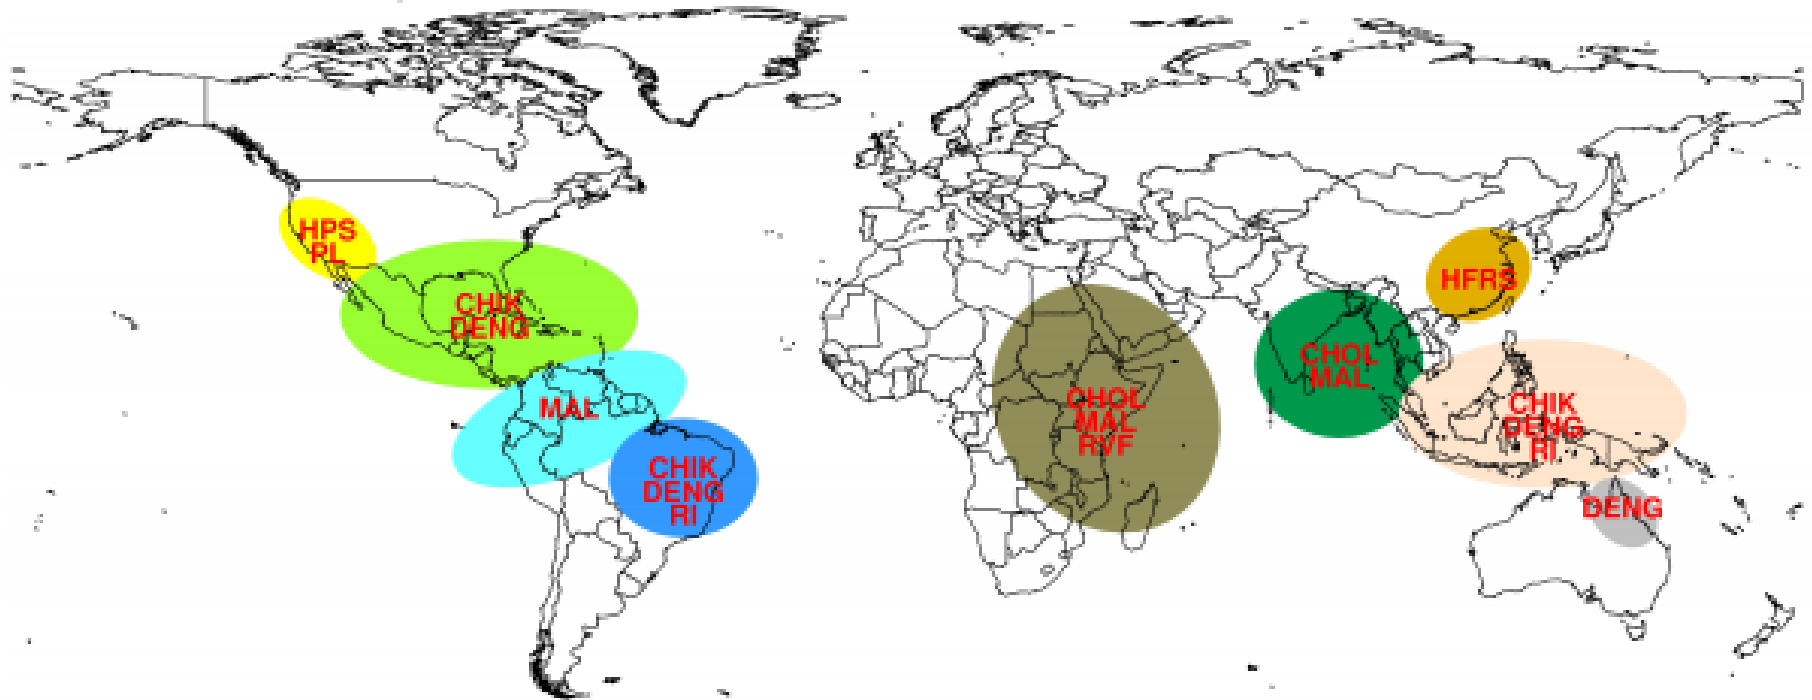 HPS
PL
CHIK
DENG
MAL
CHIK
DENG
RI
CHOL
MAL
RVF
CHOL
MAL
HFRS
CHIK
DENG
RI
DENG